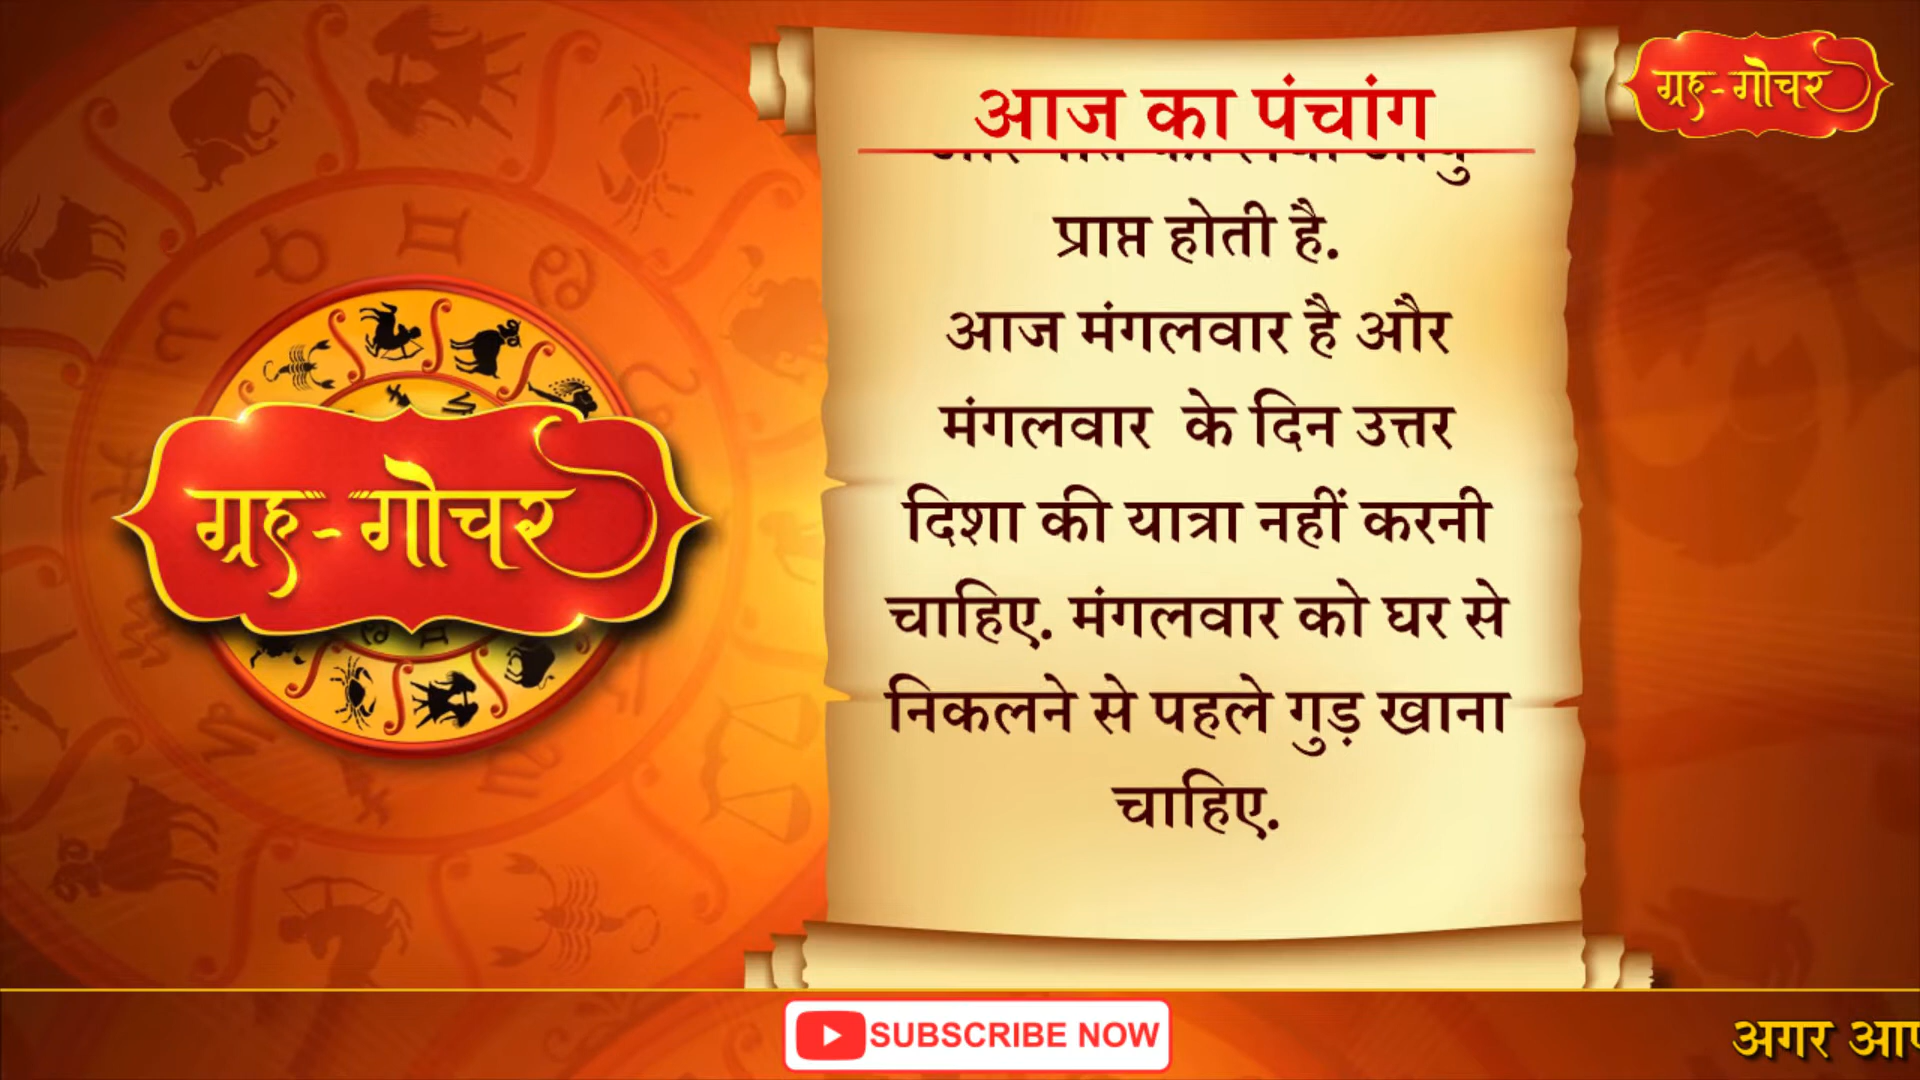 आज का पंचांग
ग्रह-गोचर
प्राप्त होती है.
आज मंगलवार है और
मंगलवार के दिन उत्तर
दिशा की यात्रा नहीं करनी
चाहिए. मंगलवार को घर से
निकलने से पहले गुड़ खाना
चाहिए.
ग्रह-गोचर
SUBSCRIBE NOW
अगर